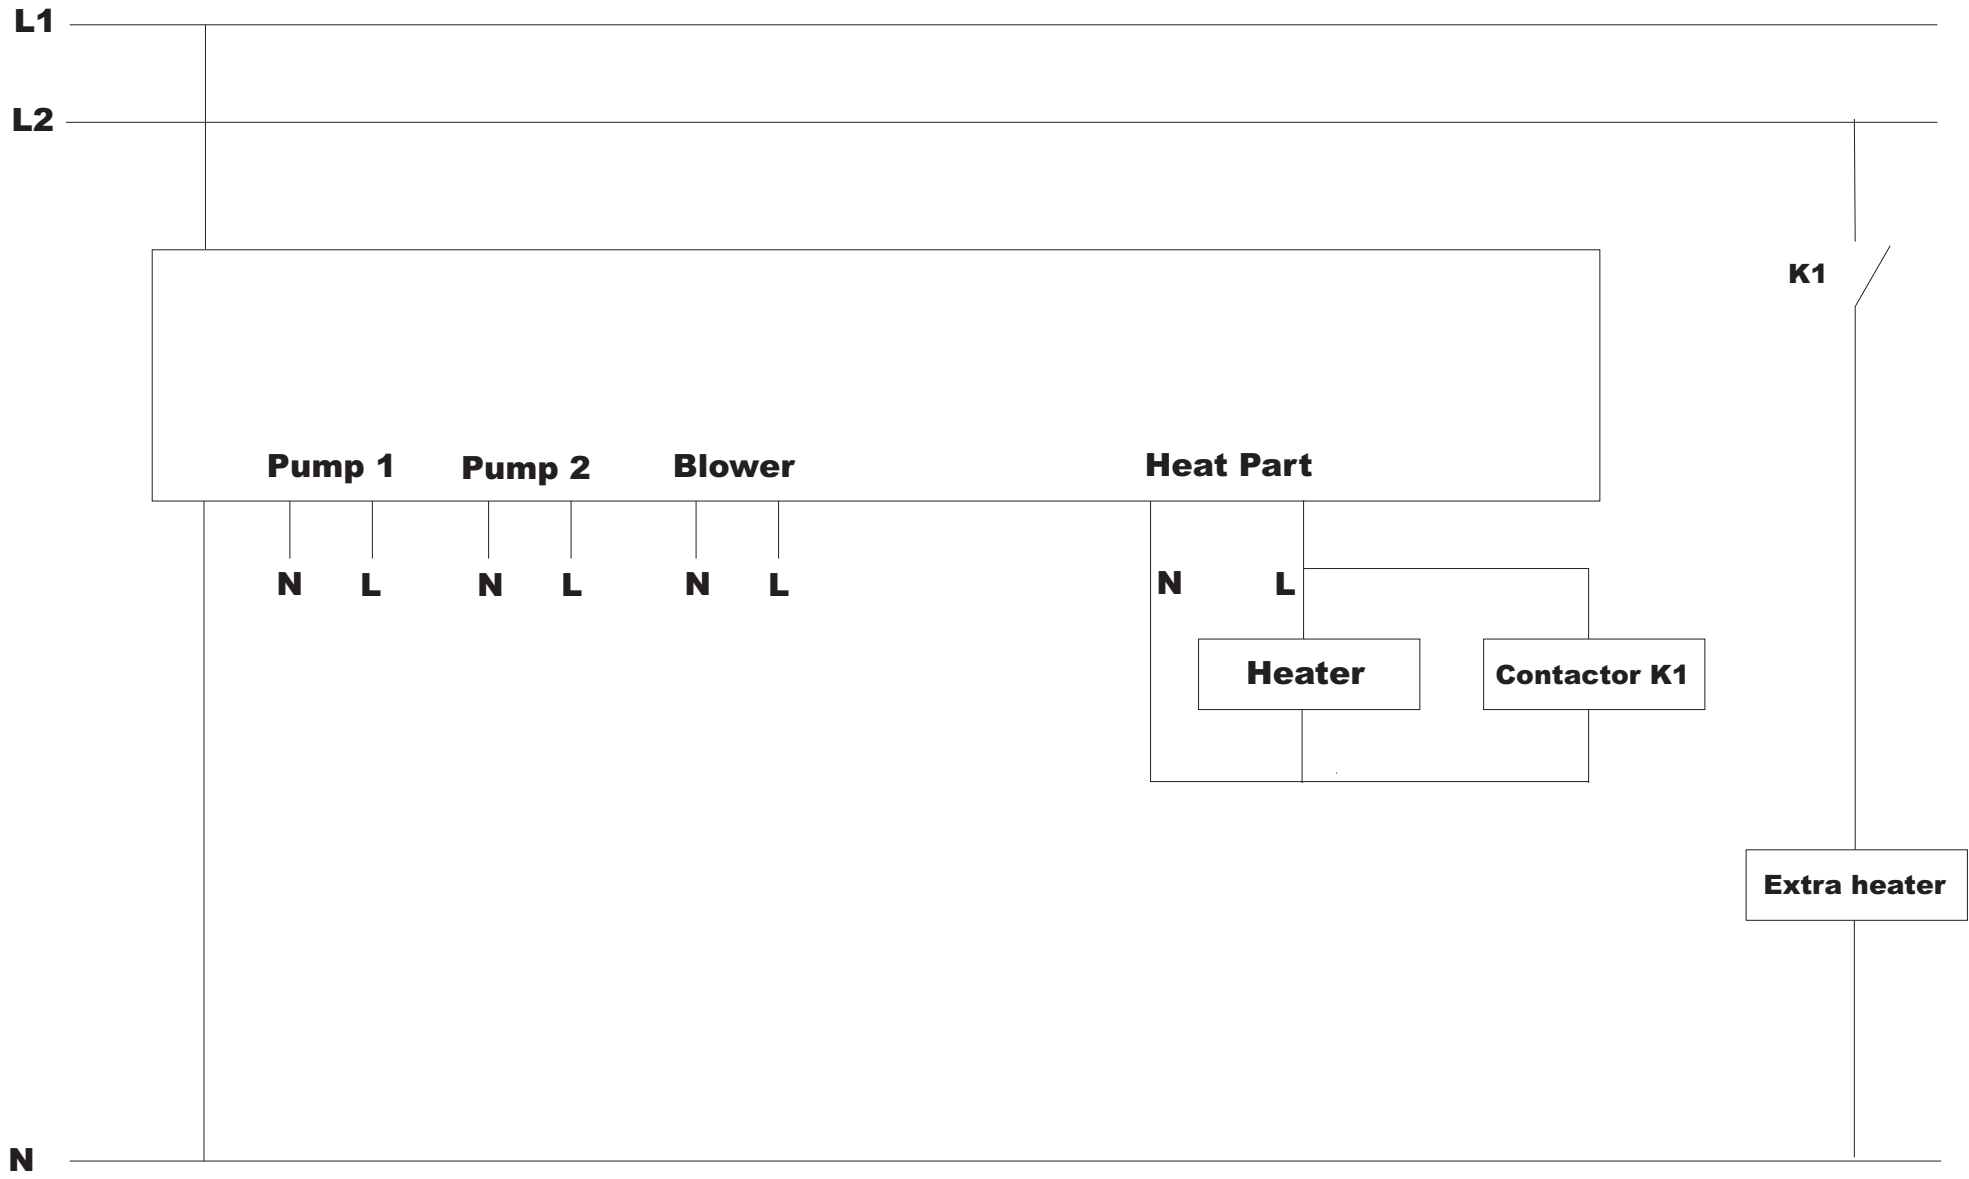 L1
L2
K1
Pump 1
Pump 2
Blower
Heat Part
N
L
N
L
N
L
N
L
Heater
Contactor K1
Extra heater
N